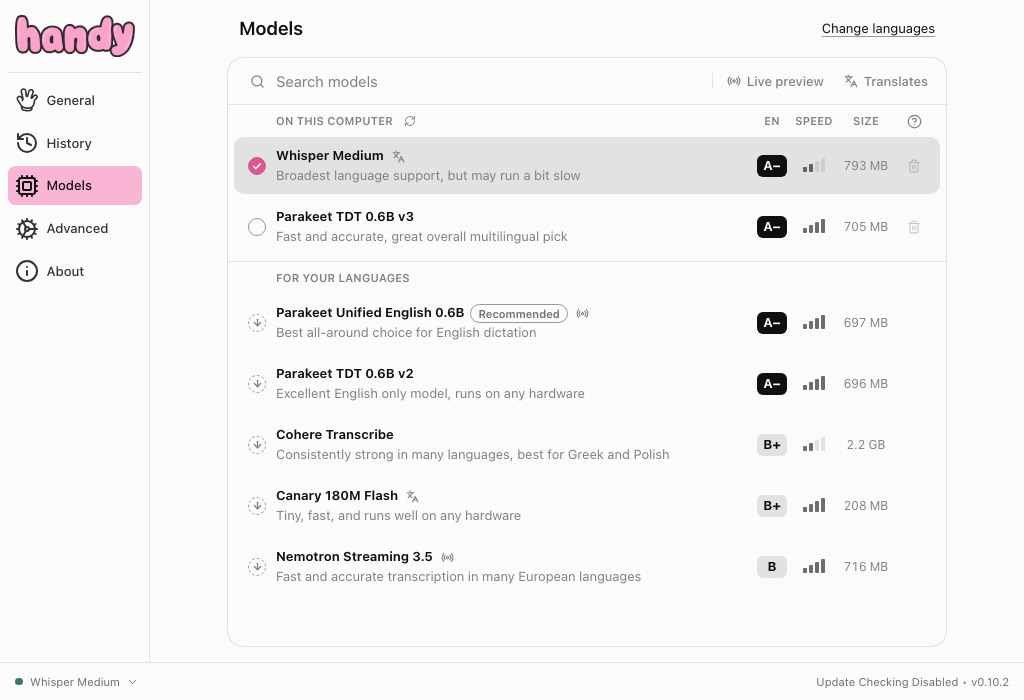 handy
Models
Change languages
General
History
Models
Advanced
About
Search models
Live preview
Translates
ON THIS COMPUTER
EN
SPEED
SIZE
Whisper Medium
Broadest language support, but may run a bit slow
A−
793 MB
Parakeet TDT 0.6B v3
Fast and accurate, great overall multilingual pick
A−
705 MB
FOR YOUR LANGUAGES
Parakeet Unified English 0.6B
Recommended
Best all-around choice for English dictation
A−
697 MB
Parakeet TDT 0.6B v2
Excellent English only model, runs on any hardware
A−
696 MB
Cohere Transcribe
Consistently strong in many languages, best for Greek and Polish
B+
2.2 GB
Canary 180M Flash
Tiny, fast, and runs well on any hardware
B+
208 MB
Nemotron Streaming 3.5
Fast and accurate transcription in many European languages
B
716 MB
Whisper Medium
Update Checking Disabled • v0.10.2